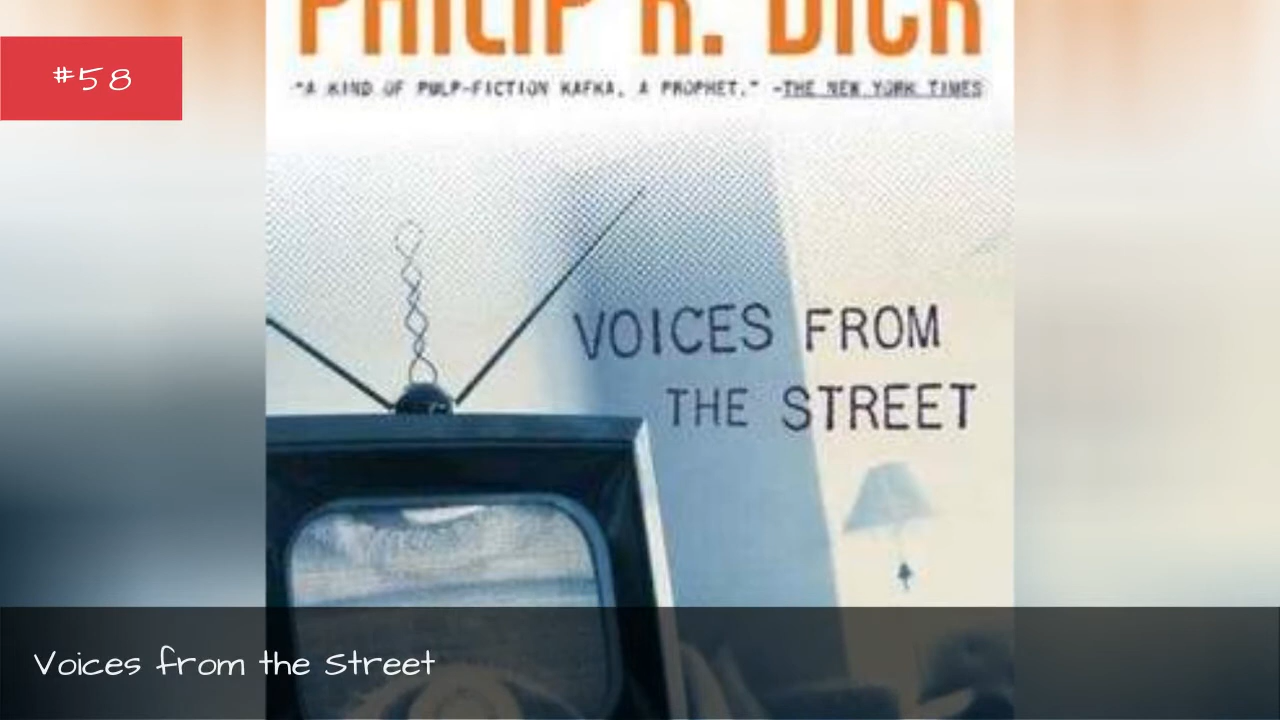 PHILIP K. DICK
#58
"A KIND OF PULP-FICTION KAFKA, A PROPHET." -THE NEW YORK TIMES
VOICES FROM
THE STREET
Voices from the Street